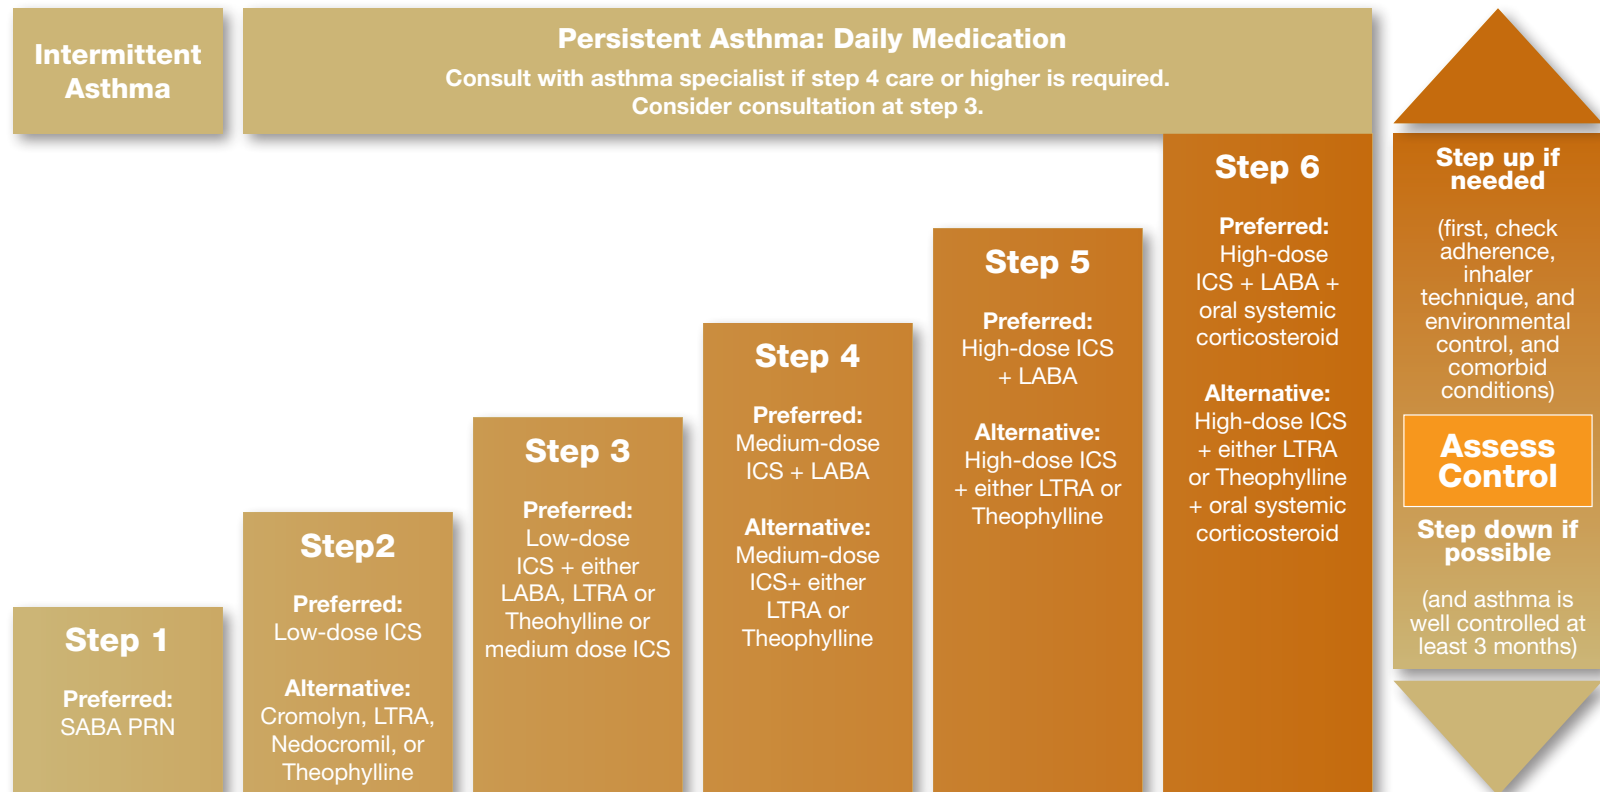 Intermittent
Asthma
Persistent Asthma: Daily Medication
Consult with asthma specialist if step 4 care or higher is required.
Consider consultation at step 3.
Step 1
Preferred:
SABA PRN
Step2
Preferred:
Low-dose ICS
Alternative:
Cromolyn, LTRA,
Nedocromil, or
Theophylline
Step 3
Preferred:
Low-dose
ICS + either
LABA, LTRA or
Theohylline or
medium dose ICS
Step 4
Preferred:
Medium-dose
ICS + LABA
Alternative:
Medium-dose
ICS+ either
LTRA or
Theophylline
Step 5
Preferred:
High-dose ICS
+ LABA
Alternative:
High-dose ICS
+ either LTRA or
Theophylline
Step 6
Preferred:
High-dose
ICS + LABA +
oral systemic
corticosteroid
Alternative:
High-dose ICS
+ either LTRA
or Theophylline
+ oral systemic
corticosteroid
Step up if
needed
(first, check
adherence,
inhaler
technique, and
environmental
control, and
comorbid
conditions)
Assess
Control
Step down if
possible
(and asthma is
well controlled at
least 3 months)